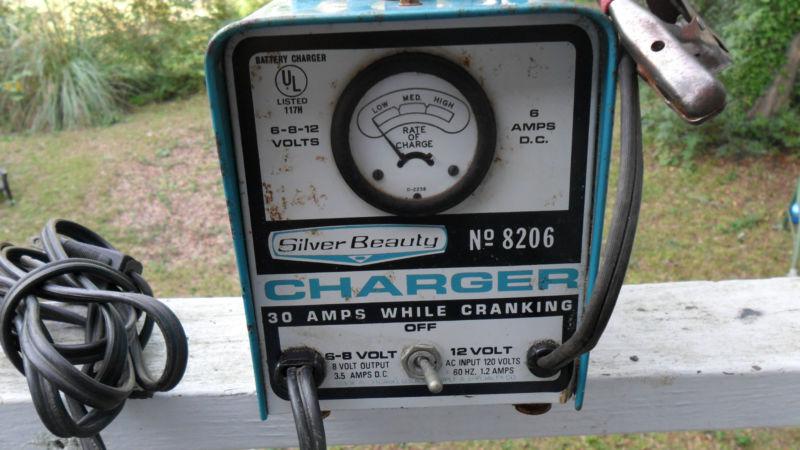 BATTERY CHARGER
UL
LISTED
117H
6-8-12
VOLTS
LOW MED. HIGH
RATE
OF
CHARGE
D-2238
6
AMPS
D.C.
Silver Beauty
No 8206
CHARGER
30 AMPS WHILE CRANKING
OFF
6-8 VOLT
8 VOLT OUTPUT
3.5 AMPS D.C.
12 VOLT
AC INPUT 120 VOLTS
60 HZ. 1.2 AMPS